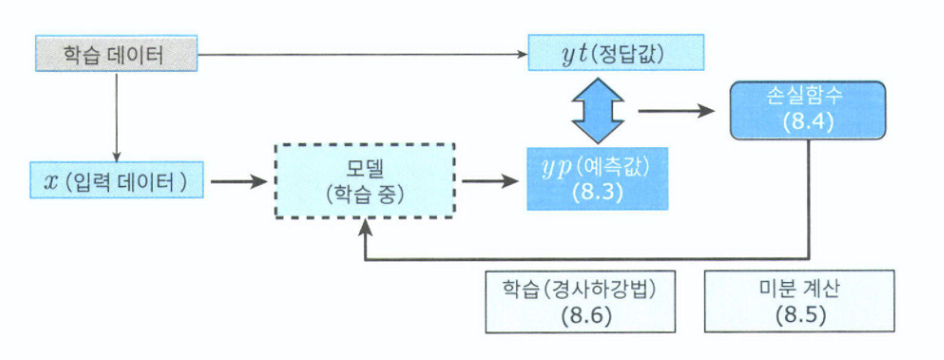 학습 데이터
yt(정답값)
손실함수
(8.4)
x (입력 데이터)
모델
(학습 중)
yp(예측값)
(8.3)
학습(경사하강법)
(8.6)
미분 계산
(8.5)